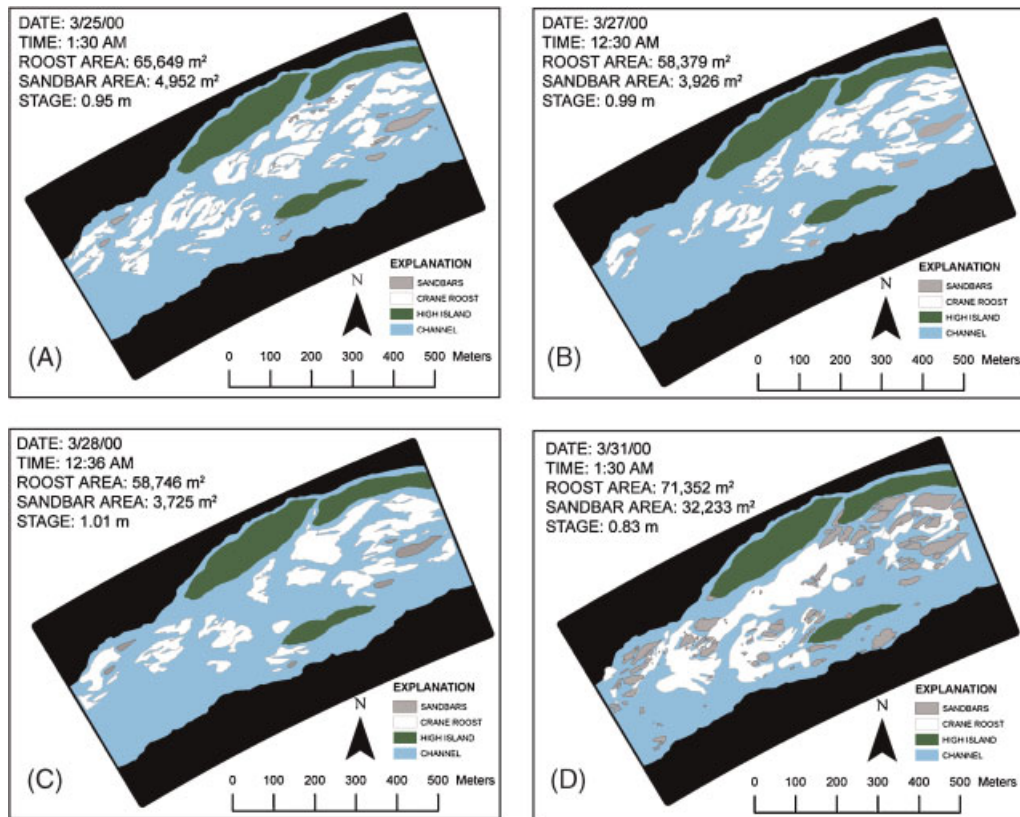 DATE: 3/25/00
TIME: 1:30 AM
ROOST AREA: 65,649 m²
SANDBAR AREA: 4,952 m²
STAGE: 0.95 m
EXPLANATION
SANDBARS
CRANE ROOST
HIGH ISLAND
CHANNEL
N
0 100 200 300 400 500 Meters
(A)
DATE: 3/27/00
TIME: 12:30 AM
ROOST AREA: 58,379 m²
SANDBAR AREA: 3,926 m²
STAGE: 0.99 m
EXPLANATION
SANDBARS
CRANE ROOST
HIGH ISLAND
CHANNEL
N
0 100 200 300 400 500 Meters
(B)
DATE: 3/28/00
TIME: 12:36 AM
ROOST AREA: 58,746 m²
SANDBAR AREA: 3,725 m²
STAGE: 1.01 m
EXPLANATION
SANDBARS
CRANE ROOST
HIGH ISLAND
CHANNEL
N
0 100 200 300 400 500 Meters
(C)
DATE: 3/31/00
TIME: 1:30 AM
ROOST AREA: 71,352 m²
SANDBAR AREA: 32,233 m²
STAGE: 0.83 m
EXPLANATION
SANDBARS
CRANE ROOST
HIGH ISLAND
CHANNEL
N
0 100 200 300 400 500 Meters
(D)